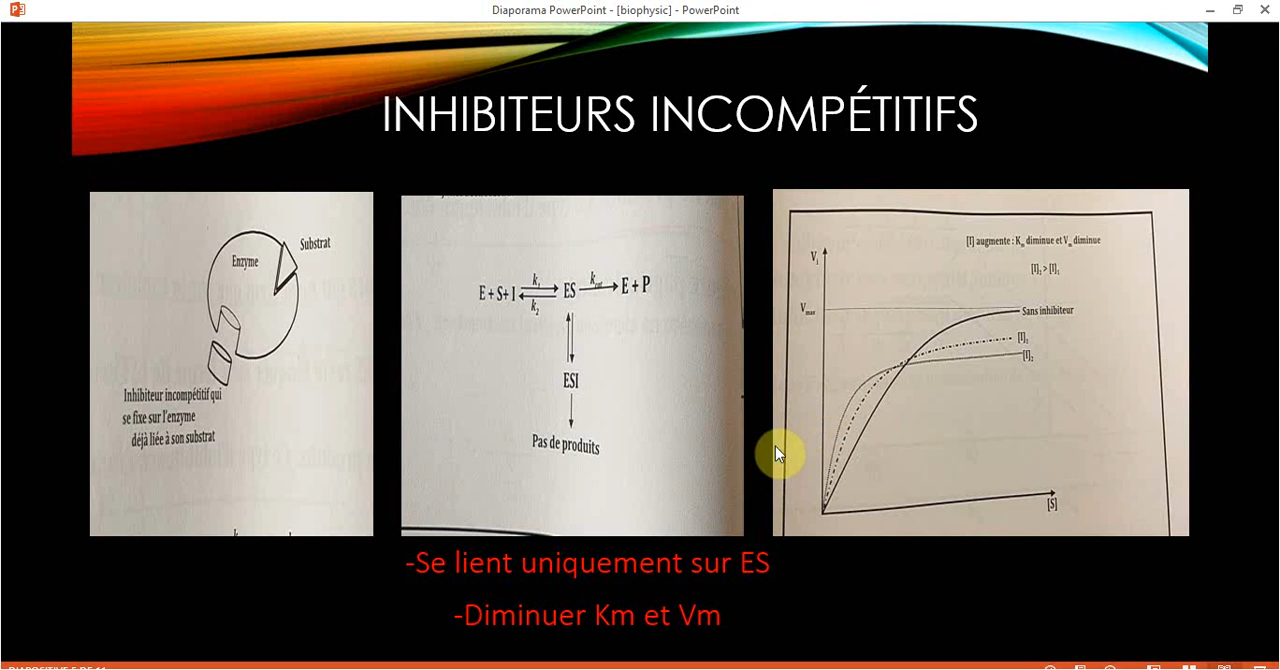 Diaporama PowerPoint - [biophysic] - PowerPoint
INHIBITEURS INCOMPÉTITIFS
Substrat
Enzyme
Inhibiteur incompétitif qui
se fixe sur l'enzyme
déjà liée à son substrat
k₁ kcat
E + S+ I ES E + P
k₂
ESI
Pas de produits
[I] augmente : Km diminue et Vm diminue
[I]₂ > [I]₁
Vi
Vmax
Sans inhibiteur
[I]₁
[I]₂
[S]
-Se lient uniquement sur ES
-Diminuer Km et Vm